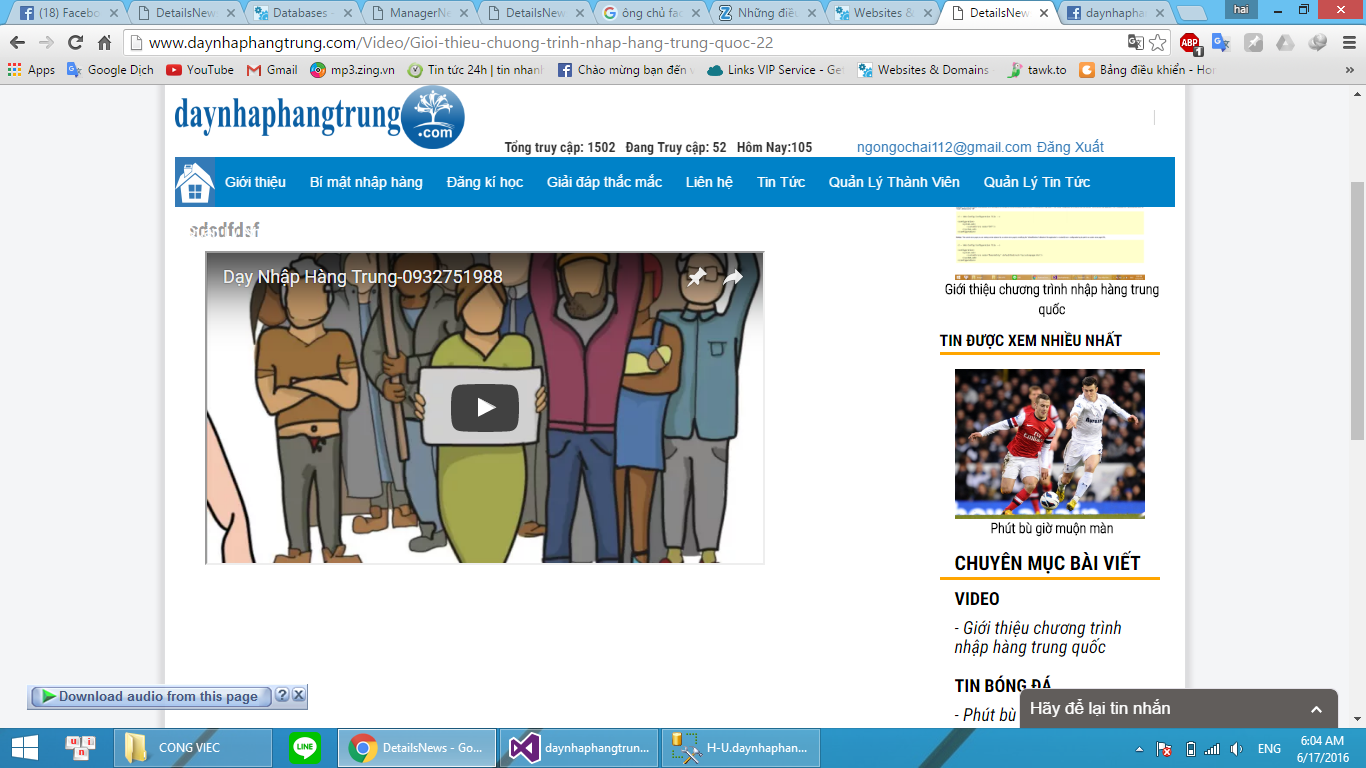 (18) Faceboo
DetailsNews
Databases -
ManagerNe
DetailsNew
ông chủ fac
Những điều
Websites &
DetailsNew
daynhaphan
hai
www.daynhaphangtrung.com/Video/Gioi-thieu-chuong-trinh-nhap-hang-trung-quoc-22
ABP
1
Apps
Google Dịch
YouTube
Gmail
mp3.zing.vn
Tin tức 24h | tin nhanh
Chào mừng bạn đến v
Links VIP Service - Get
Websites & Domains
tawk.to
Bảng điều khiển - Hor
»
daynhaphangtrung
.com
Tổng truy cập: 1502 Đang Truy cập: 52 Hôm Nay:105
ngongochai112@gmail.com Đăng Xuất
Giới thiệu
Bí mật nhập hàng
Đăng kí học
Giải đáp thắc mắc
Liên hệ
Tin Tức
Quản Lý Thành Viên
Quản Lý Tin Tức
sdsdfdsf
Dạy Nhập Hàng Trung-0932751988
Giới thiệu chương trình nhập hàng trung
quốc
TIN ĐƯỢC XEM NHIỀU NHẤT
Phút bù giờ muộn màn
CHUYÊN MỤC BÀI VIẾT
VIDEO
- Giới thiệu chương trình
nhập hàng trung quốc
TIN BÓNG ĐÁ
- Phút bù
Download audio from this page
?
X
Hãy để lại tin nhắn
CONG VIEC
LINE
DetailsNews - Go...
daynhaphangtrun...
H-U.daynhaphan...
ENG
6:04 AM
6/17/2016